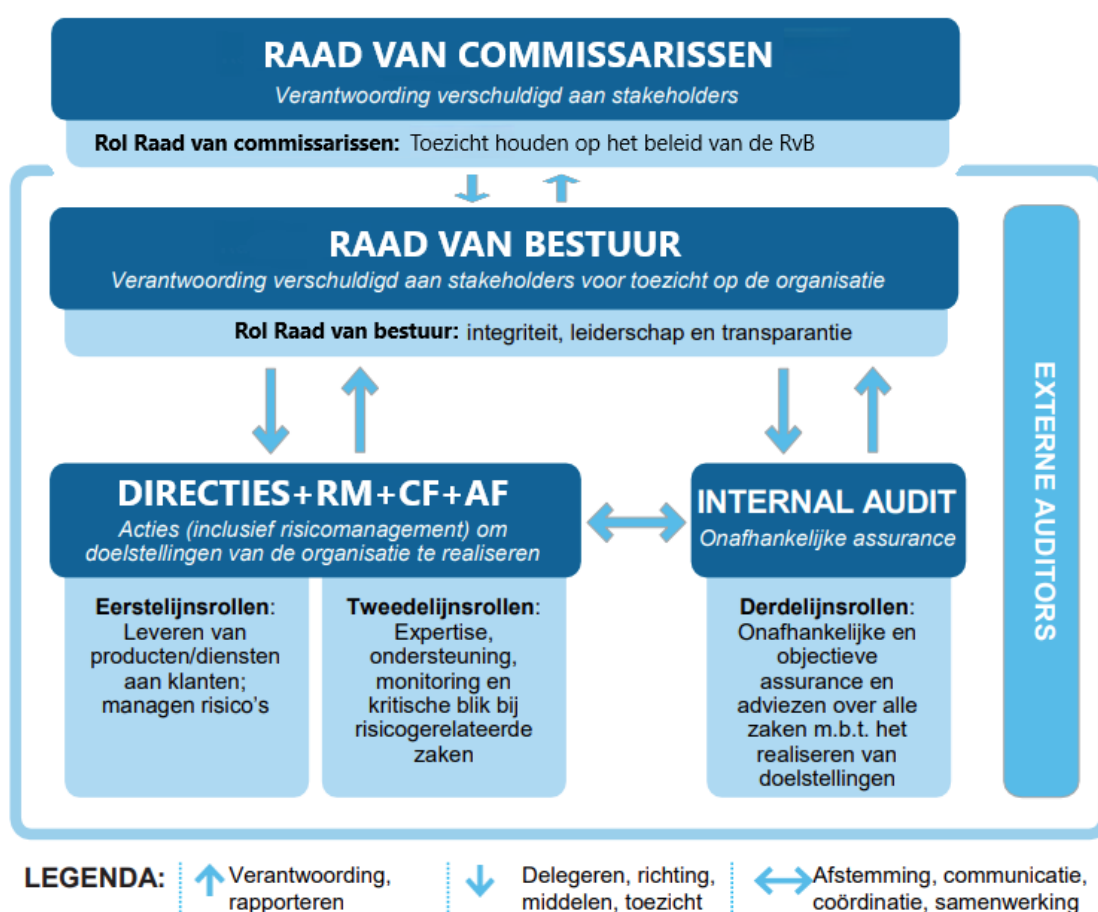 RAAD VAN COMMISSARISSEN
Verantwoording verschuldigd aan stakeholders
Rol Raad van commissarissen: Toezicht houden op het beleid van de RvB
RAAD VAN BESTUUR
Verantwoording verschuldigd aan stakeholders voor toezicht op de organisatie
Rol Raad van bestuur: integriteit, leiderschap en transparantie
DIRECTIES+RM+CF+AF
Acties (inclusief risicomanagement) om
doelstellingen van de organisatie te realiseren
Eerstelijnsrollen:
Leveren van
producten/diensten
aan klanten;
managen risico's
Tweedelijnsrollen:
Expertise,
ondersteuning,
monitoring en
kritische blik bij
risicogerelateerde
zaken
INTERNAL AUDIT
Onafhankelijke assurance
Derdelijnsrollen:
Onafhankelijke en
objectieve
assurance en
adviezen over alle
zaken m.b.t. het
realiseren van
doelstellingen
EXTERNE AUDITORS
LEGENDA:
Verantwoording,
rapporteren
Delegeren, richting,
middelen, toezicht
Afstemming, communicatie,
coördinatie, samenwerking